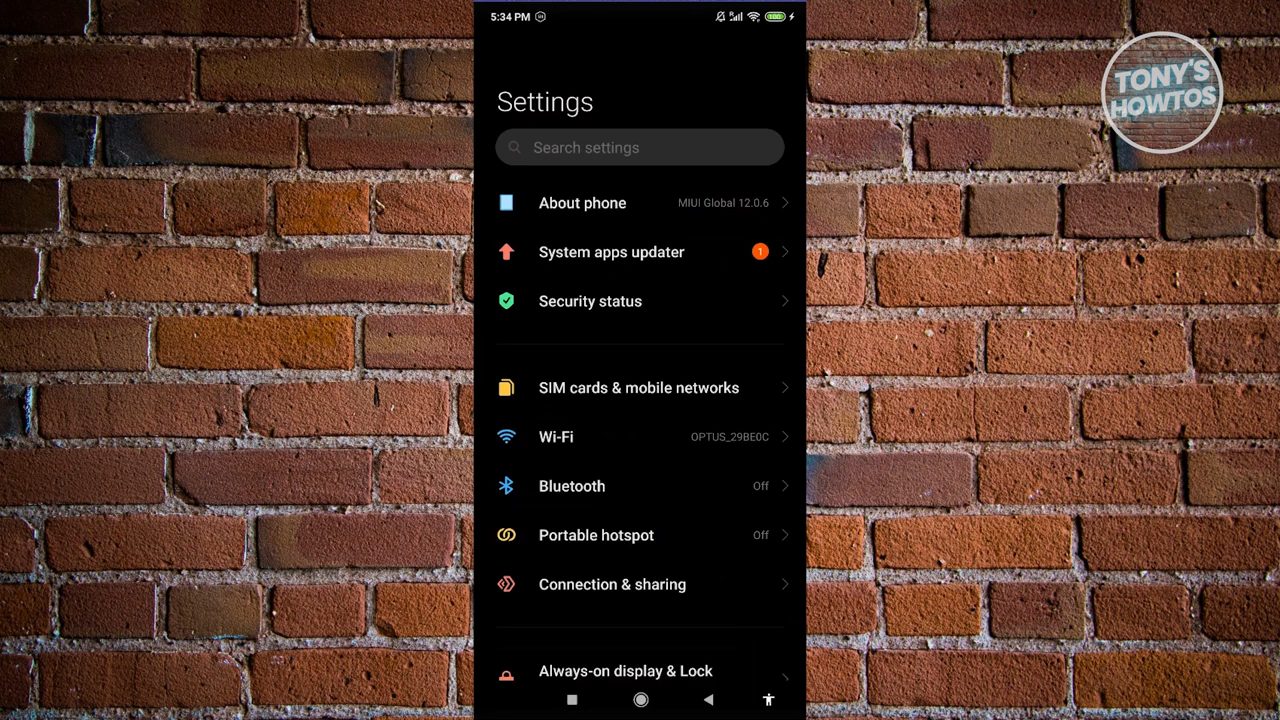 5:34 PM
100
TONY'S
HOWTOS
Settings
Search settings
About phone MIUI Global 12.0.6
System apps updater 1
Security status
SIM cards & mobile networks
Wi-Fi OPTUS_29BE0C
Bluetooth Off
Portable hotspot Off
Connection & sharing
Always-on display & Lock